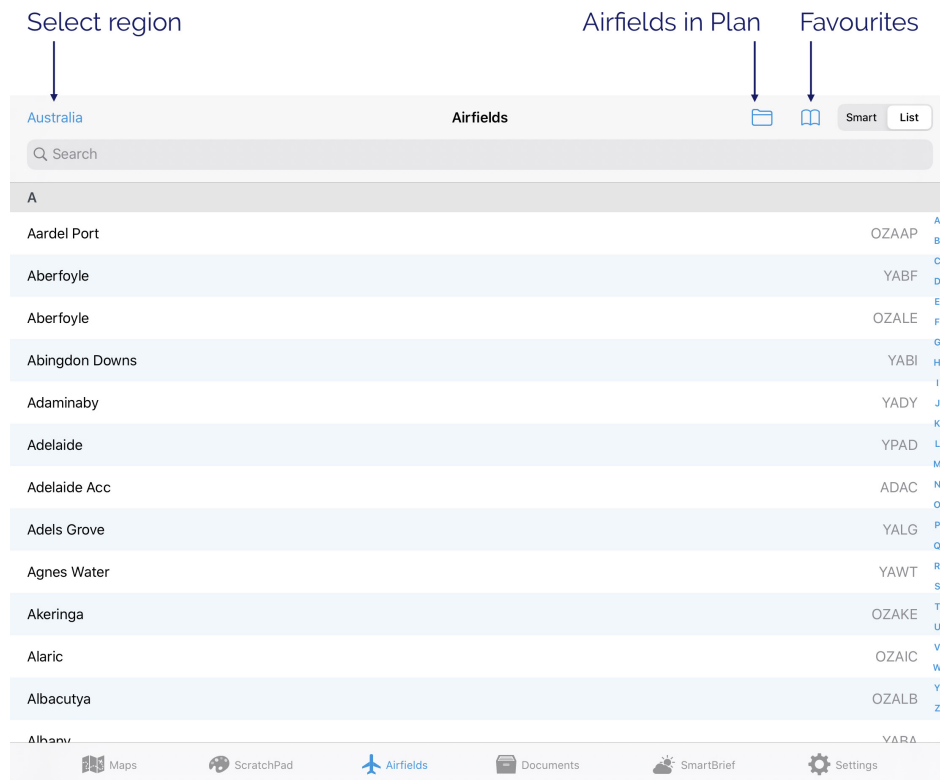 Select region Airfields in Plan Favourites
Australia Airfields Smart List
Search
A
Aardel Port OZAAP
Aberfoyle YABF
Aberfoyle OZALE
Abingdon Downs YABI
Adaminaby YADY
Adelaide YPAD
Adelaide Acc ADAC
Adels Grove YALG
Agnes Water YAWT
Akeringa OZAKE
Alaric OZAIC
Albacutya OZALB
Albany YABA
A
B
C
D
E
F
G
H
I
J
K
L
M
N
O
P
Q
R
S
T
U
V
W
Y
Z
Maps ScratchPad Airfields Documents SmartBrief Settings